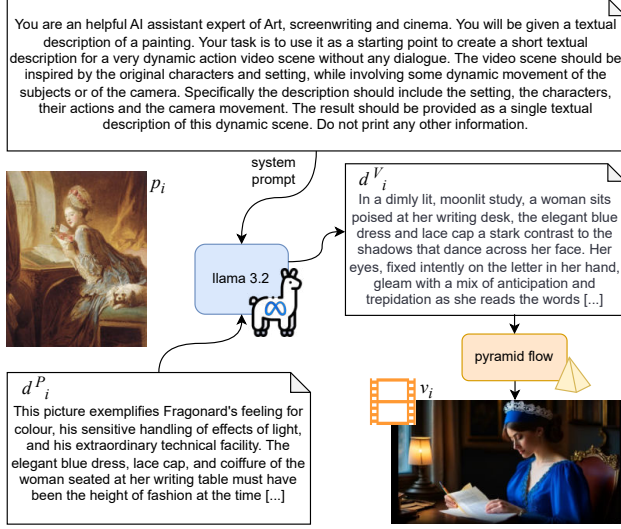 You are an helpful AI assistant expert of Art, screenwriting and cinema. You will be given a textual
description of a painting. Your task is to use it as a starting point to create a short textual
description for a very dynamic action video scene without any dialogue. The video scene should be
inspired by the original characters and setting, while involving some dynamic movement of the
subjects or of the camera. Specifically the description should include the setting, the characters,
their actions and the camera movement. The result should be provided as a single textual
description of this dynamic scene. Do not print any other information.
system
prompt
p_i
d^V_i
In a dimly lit, moonlit study, a woman sits
poised at her writing desk, the elegant blue
dress and lace cap a stark contrast to the
shadows that dance across her face. Her
eyes, fixed intently on the letter in her hand,
gleam with a mix of anticipation and
trepidation as she reads the words [...]
llama 3.2
pyramid flow
d^P_i
This picture exemplifies Fragonard's feeling for
colour, his sensitive handling of effects of light,
and his extraordinary technical facility. The
elegant blue dress, lace cap, and coiffure of the
woman seated at her writing table must have
been the height of fashion at the time [...]
v_i